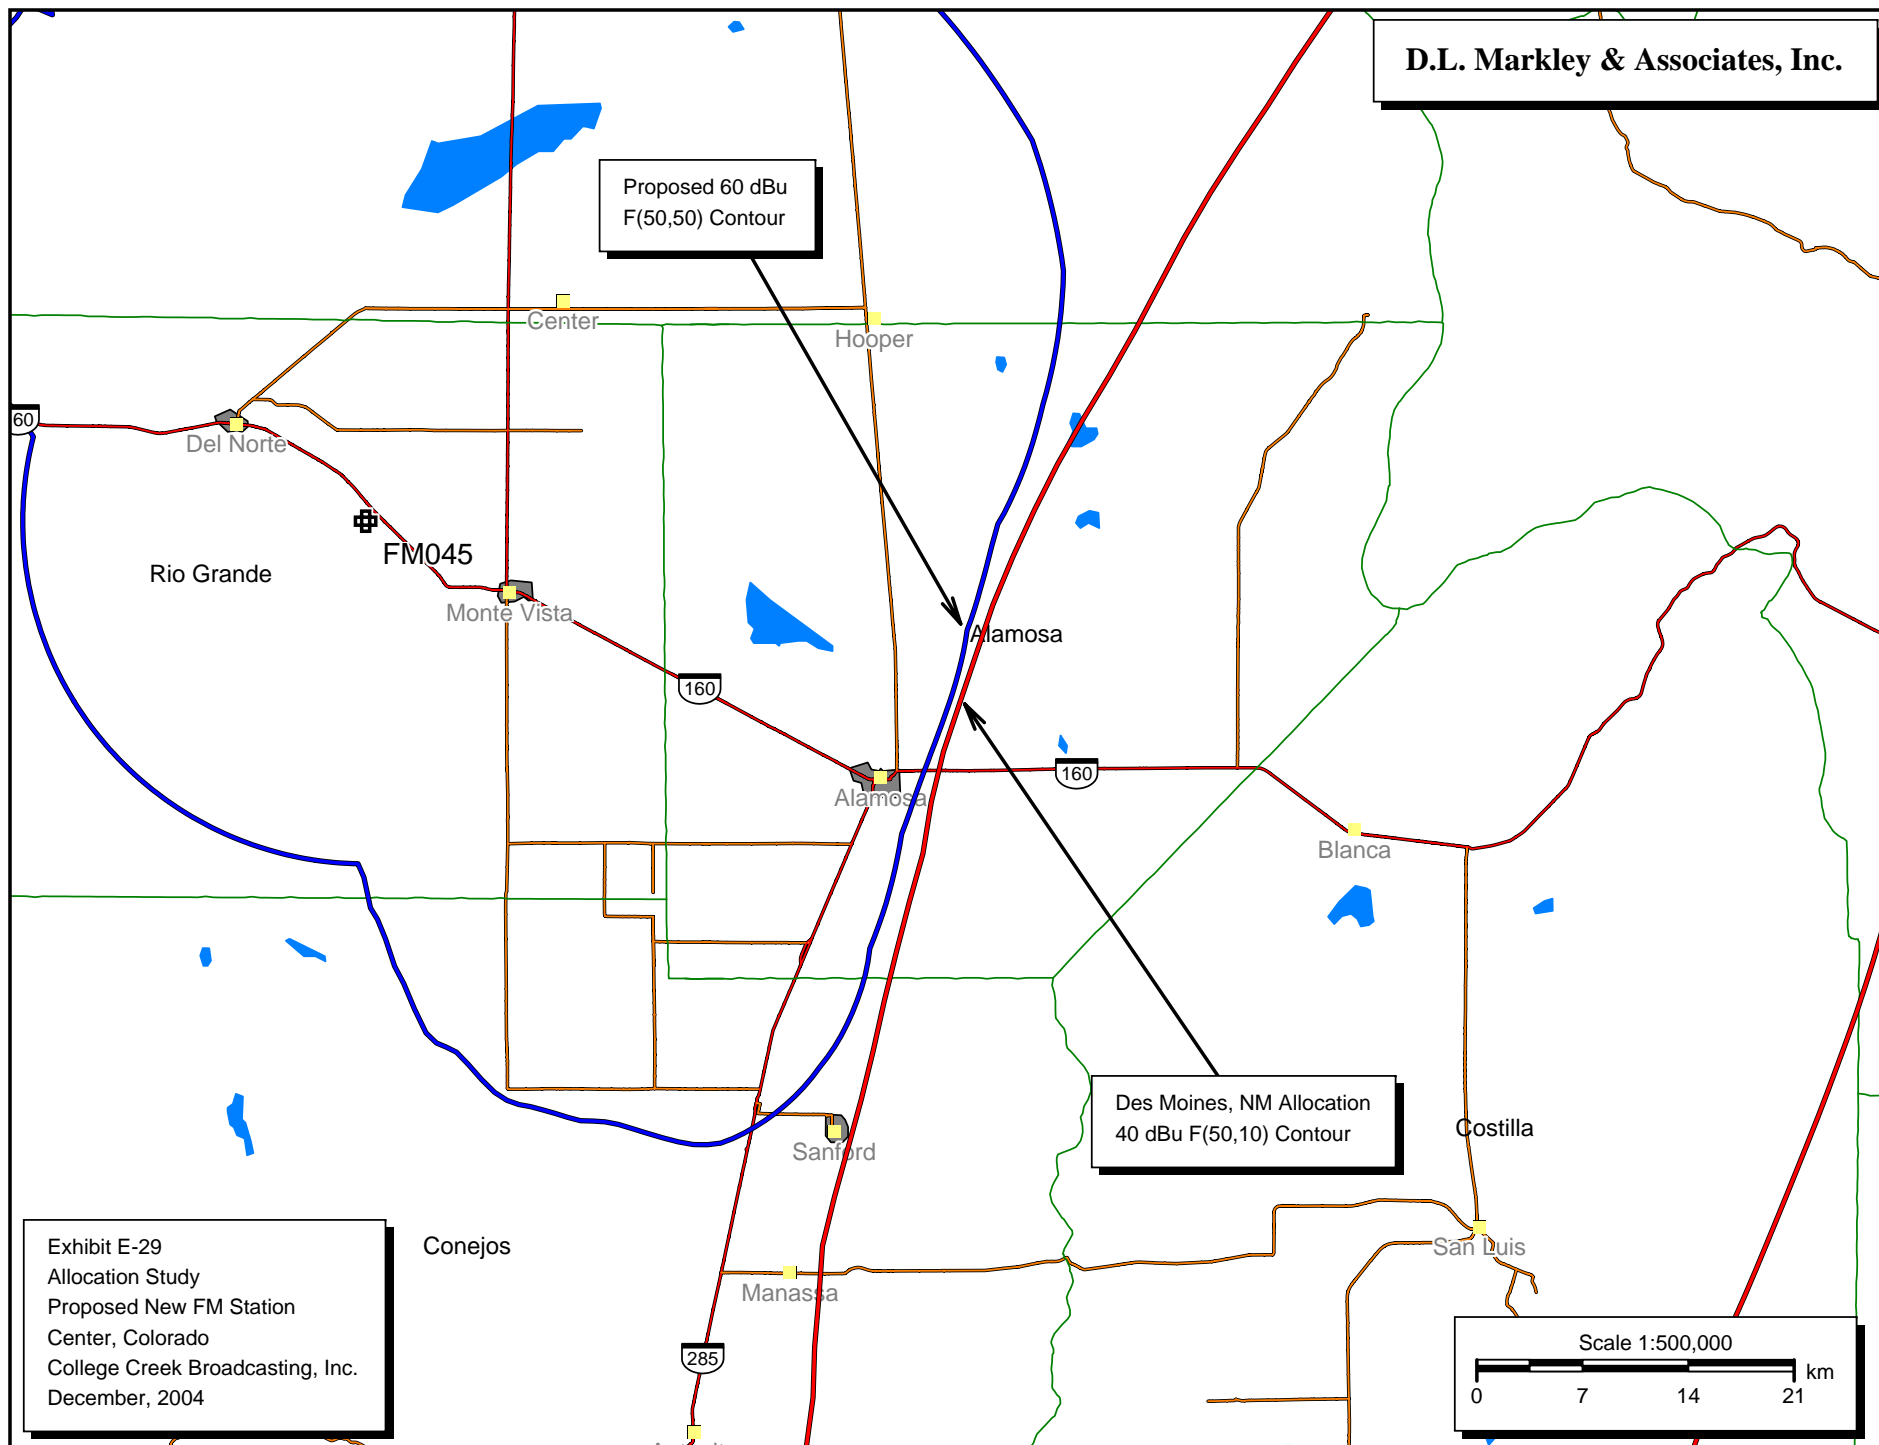 D.L. Markley & Associates, Inc.
Proposed 60 dBu
F(50,50) Contour
Center
Hooper
60
Del Norte
FM045
Rio Grande
Monte Vista
Alamosa
160
160
Alamosa
Blanca
Des Moines, NM Allocation
40 dBu F(50,10) Contour
Costilla
Sanford
Conejos
San Luis
Manassa
285
Exhibit E-29
Allocation Study
Proposed New FM Station
Center, Colorado
College Creek Broadcasting, Inc.
December, 2004
Scale 1:500,000
km
0 7 14 21